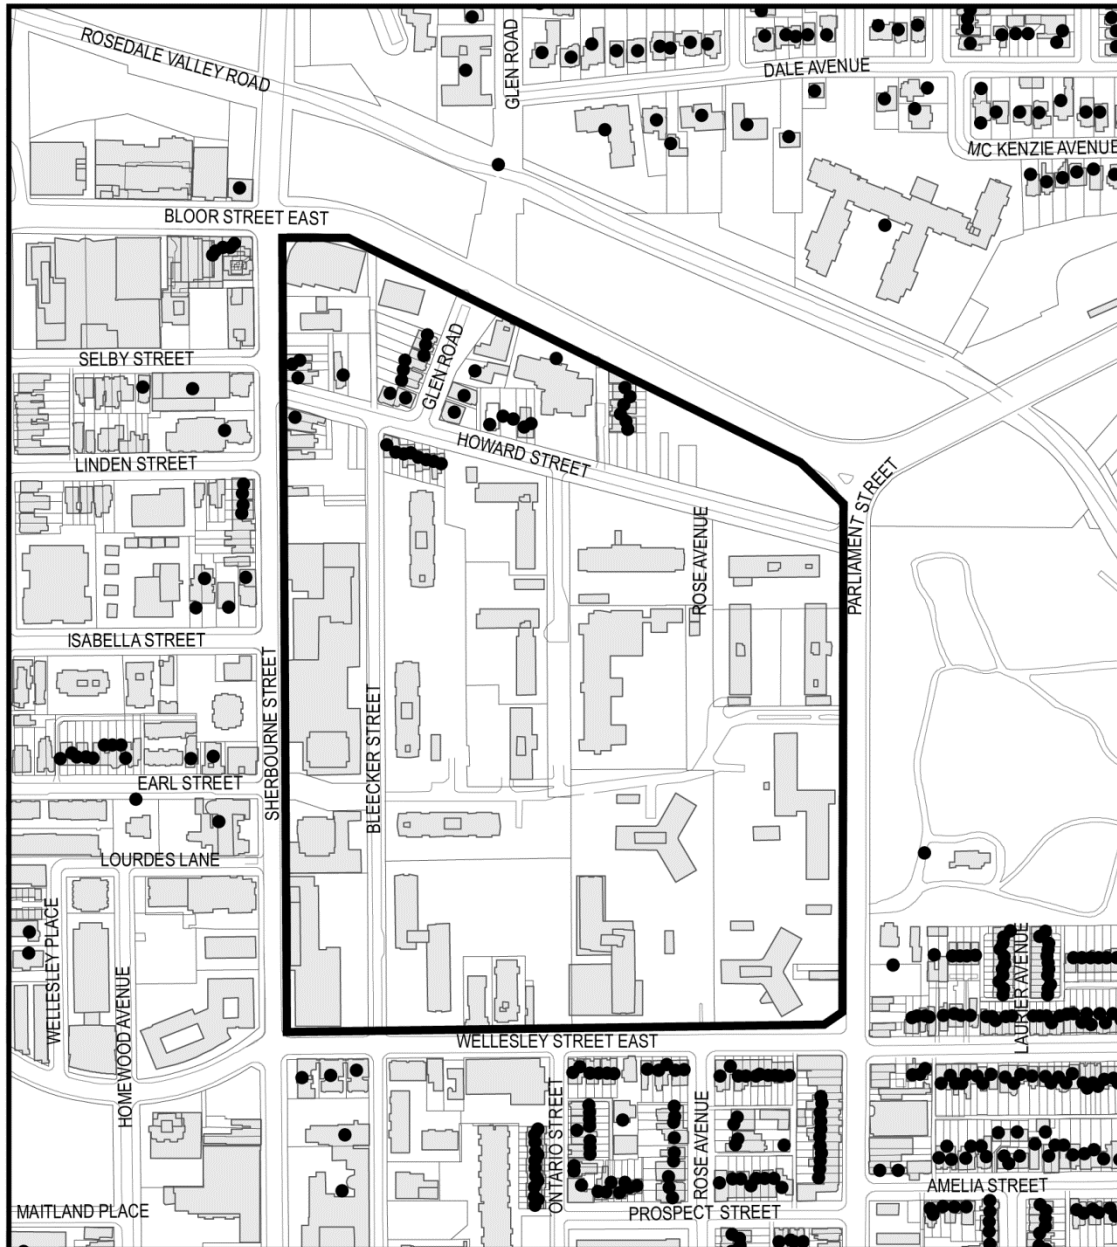 ROSEDALE VALLEY ROAD
GLEN ROAD
DALE AVENUE
MC KENZIE AVENUE
BLOOR STREET EAST
SELBY STREET
GLEN ROAD
HOWARD STREET
LINDEN STREET
ROSE AVENUE
PARLIAMENT STREET
ISABELLA STREET
SHERBOURNE STREET
BLEECKER STREET
EARL STREET
LOURDES LANE
WELLESLEY PLACE
HOMEWOOD AVENUE
LAURIER AVENUE
WELLESLEY STREET EAST
ONTARIO STREET
ROSE AVENUE
AMELIA STREET
MAITLAND PLACE
PROSPECT STREET